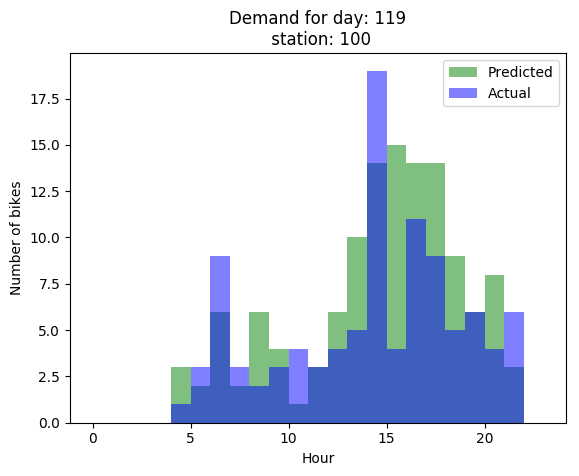 Demand for day: 119
station: 100
Predicted
Actual
Number of bikes
17.5
15.0
12.5
10.0
7.5
5.0
2.5
0.0
0
5
10
15
20
Hour